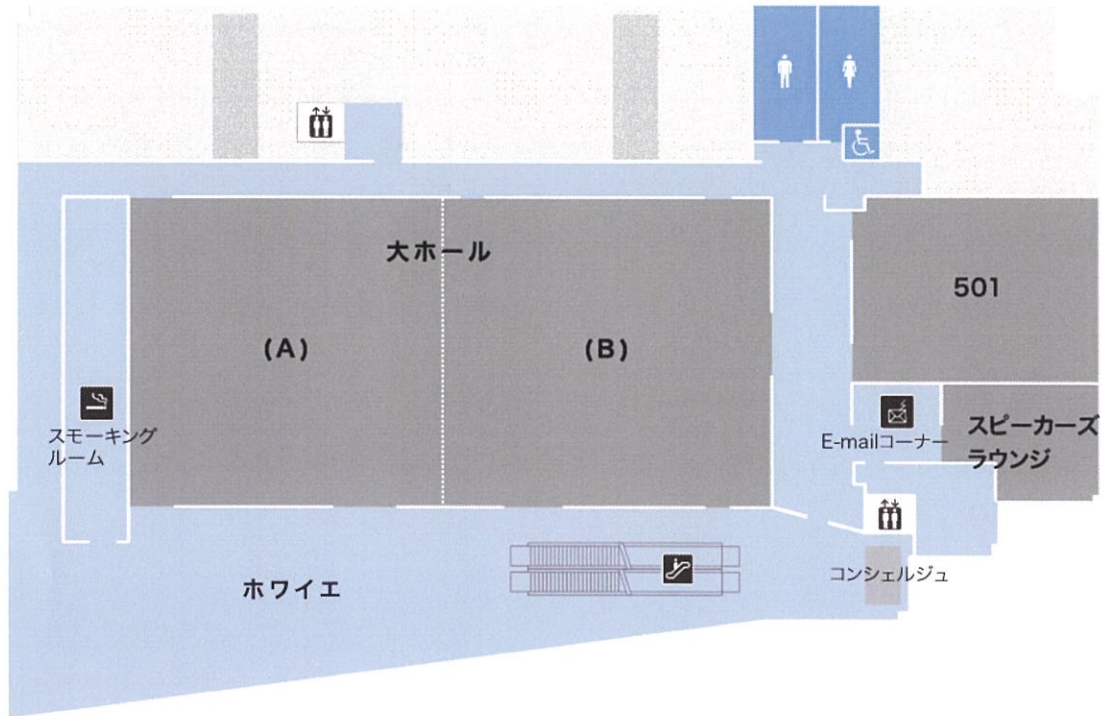 大ホール
501
(A)
(B)
スモーキング
ルーム
E-mailコーナー
スピーカーズ
ラウンジ
ホワイエ
コンシェルジュ